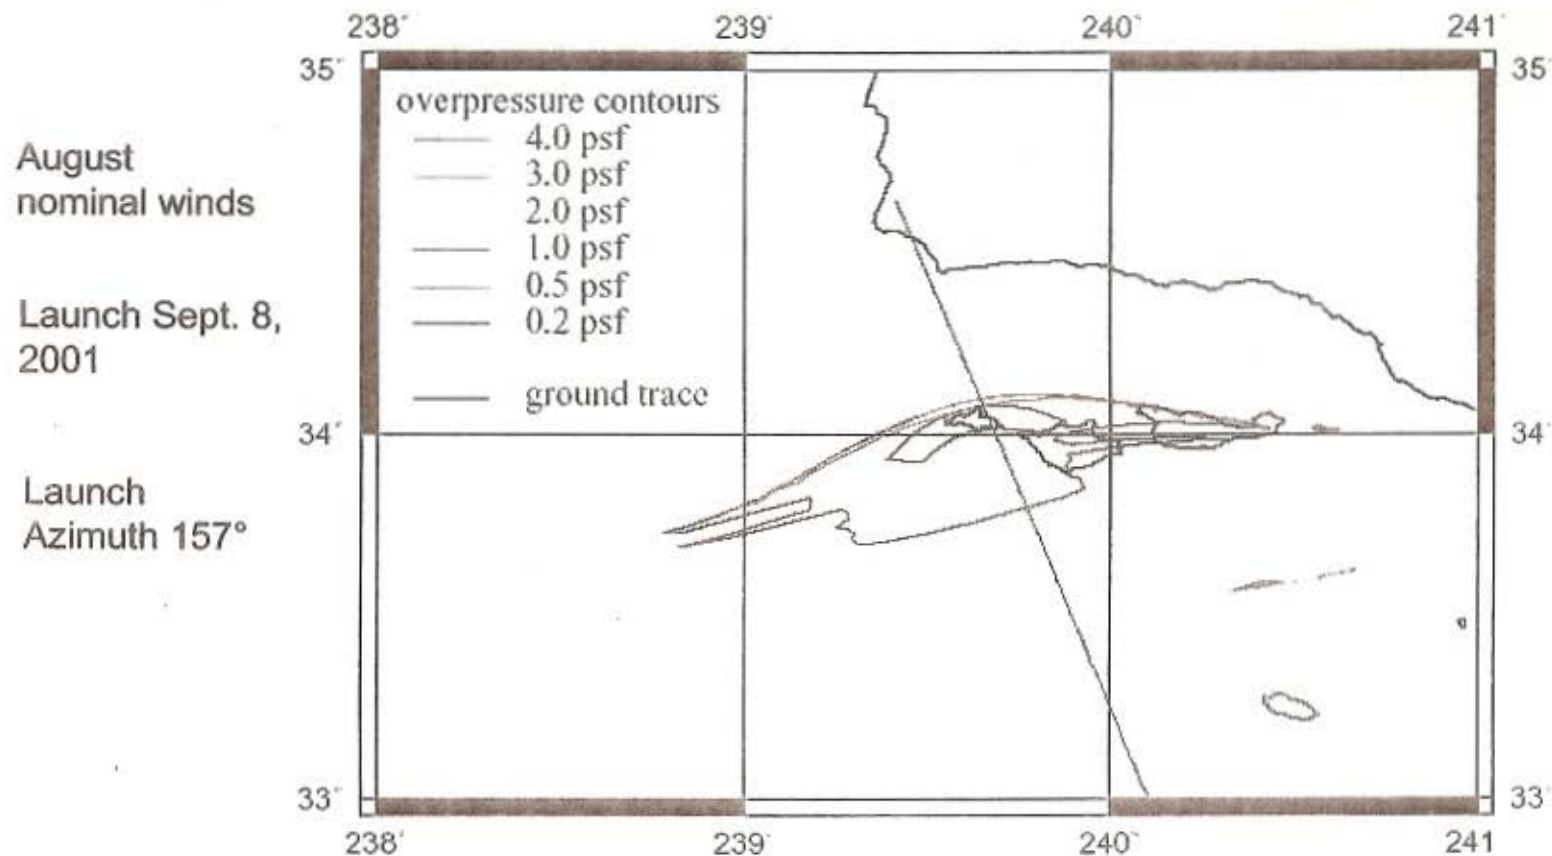 238° 239° 240° 241°
35° 35°
overpressure contours
4.0 psf
3.0 psf
2.0 psf
1.0 psf
0.5 psf
0.2 psf
ground trace
August
nominal winds
Launch Sept. 8,
2001
Launch
Azimuth 157°
34° 34°
33° 33°
238° 239° 240° 241